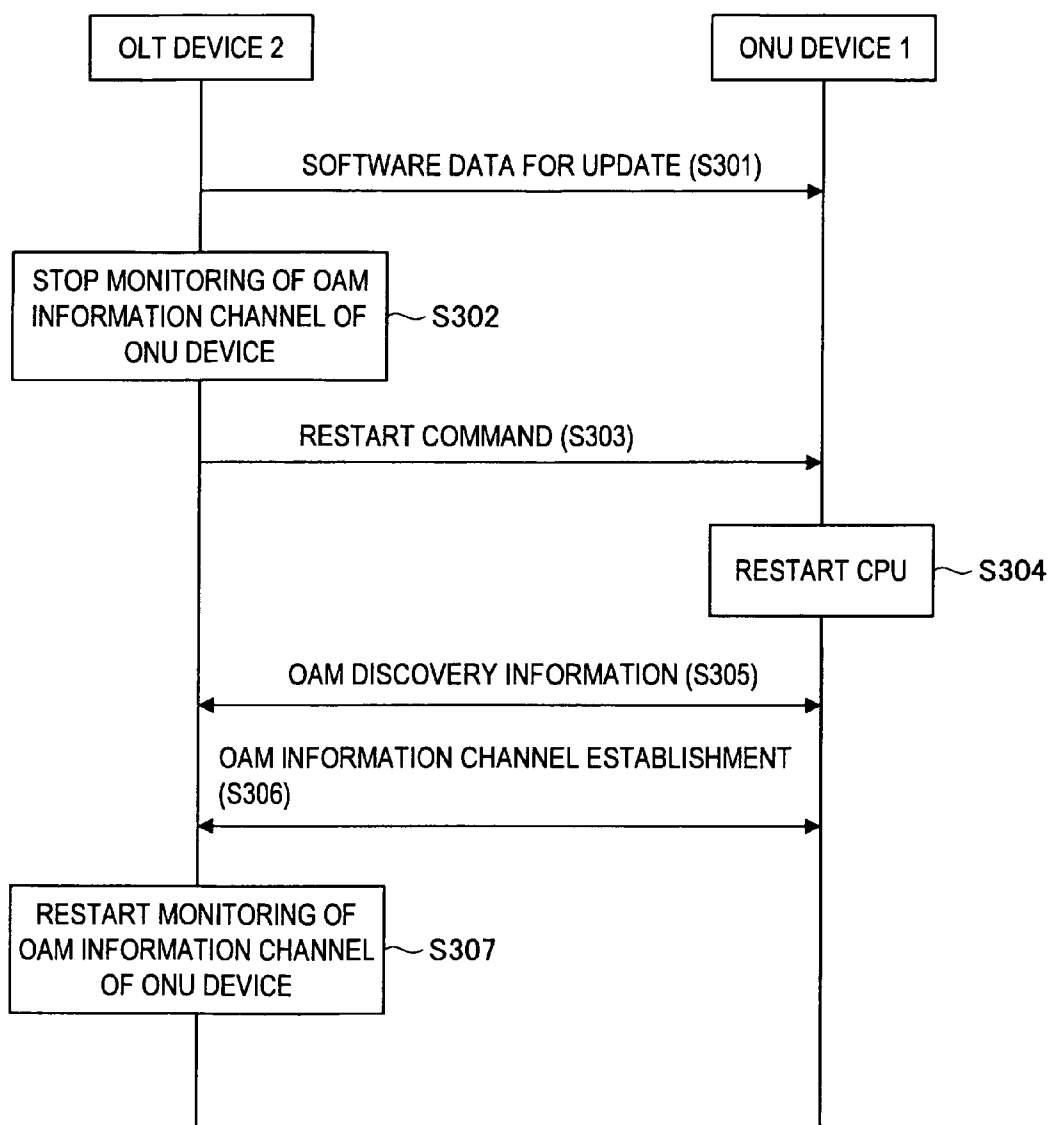 OLT DEVICE 2
ONU DEVICE 1
SOFTWARE DATA FOR UPDATE (S301)
STOP MONITORING OF OAM
INFORMATION CHANNEL OF
ONU DEVICE
S302
RESTART COMMAND (S303)
RESTART CPU
S304
OAM DISCOVERY INFORMATION (S305)
OAM INFORMATION CHANNEL ESTABLISHMENT
(S306)
RESTART MONITORING OF
OAM INFORMATION CHANNEL
OF ONU DEVICE
S307